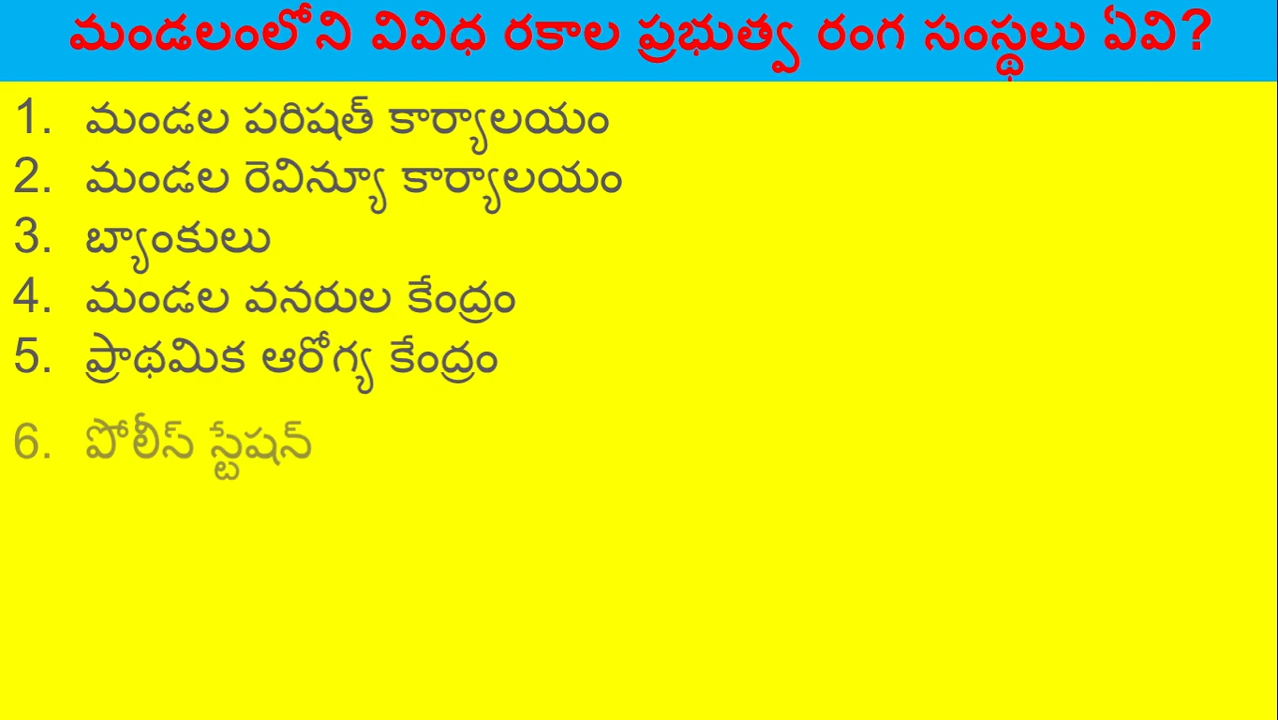 మండలంలోని వివిధ రకాల ప్రభుత్వ రంగ సంస్థలు ఏవి?
1. మండల పరిషత్ కార్యాలయం
2. మండల రెవిన్యూ కార్యాలయం
3. బ్యాంకులు
4. మండల వనరుల కేంద్రం
5. ప్రాథమిక ఆరోగ్య కేంద్రం
6. పోలీస్ స్టేషన్